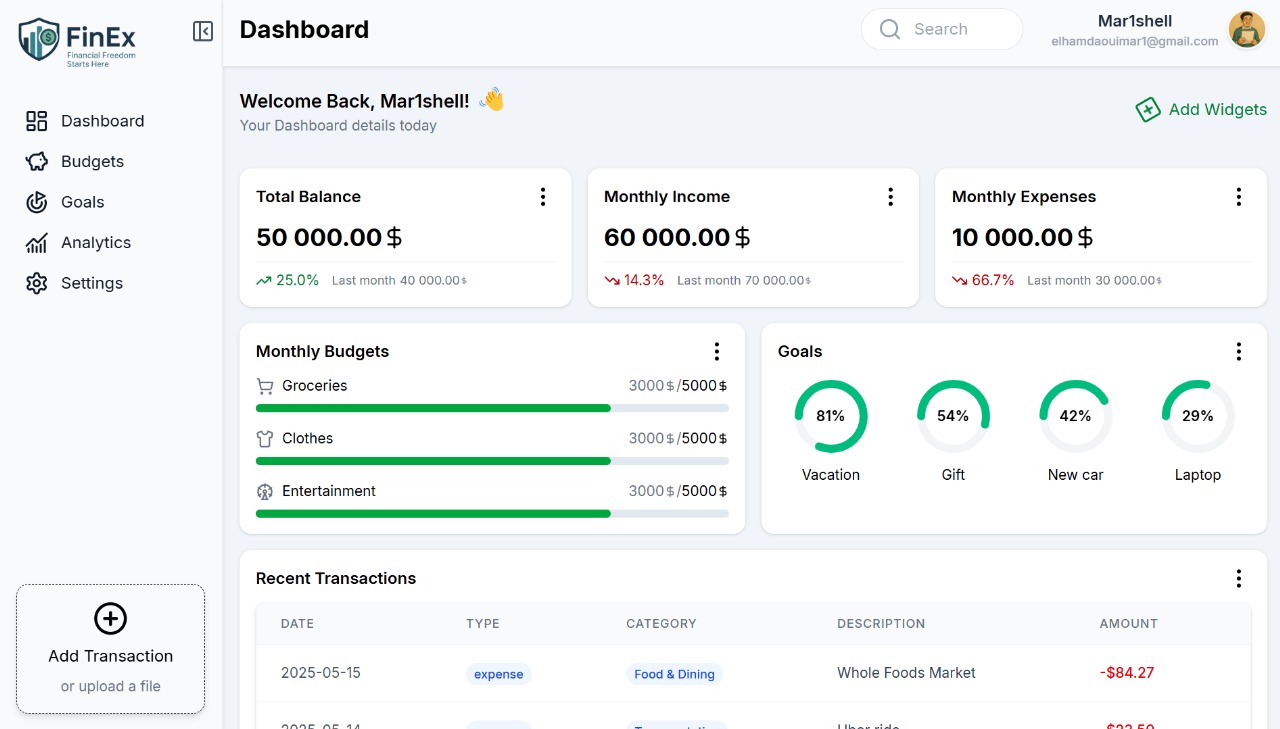 FinEx
Financial Freedom
Starts Here
Dashboard
Search
Mar1shell
elhamdaouimar1@gmail.com
Dashboard
Budgets
Goals
Analytics
Settings
Add Transaction
or upload a file
Welcome Back, Mar1shell! 👋
Your Dashboard details today
Add Widgets
Total Balance
50 000.00 $
25.0% Last month 40 000.00 $
Monthly Income
60 000.00 $
14.3% Last month 70 000.00 $
Monthly Expenses
10 000.00 $
66.7% Last month 30 000.00 $
Monthly Budgets
Groceries 3000 $ /5000 $
Clothes 3000 $ /5000 $
Entertainment 3000 $ /5000 $
Goals
81% 54% 42% 29%
Vacation Gift New car Laptop
Recent Transactions
DATE TYPE CATEGORY DESCRIPTION AMOUNT
2025-05-15 expense Food & Dining Whole Foods Market -$84.27
2025-05-14 Uber ride